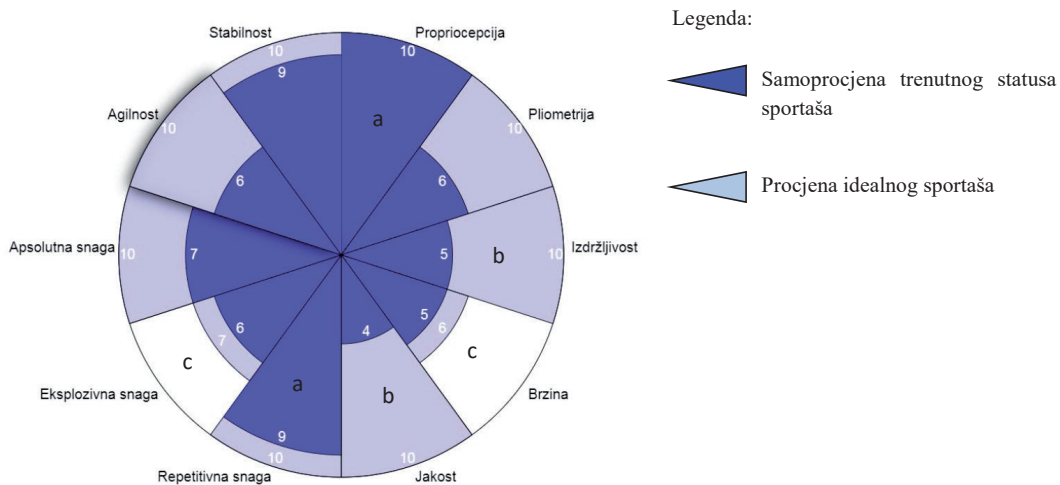 Legenda:
Samoprocjena trenutnog statusa
sportaša
Procjena idealnog sportaša
Stabilnost
10
9
Propriocepcija
10
a
Pliometrija
10
6
Izdržljivost
10
5
b
Brzina
6
5
c
Jakost
10
4
b
Repetitivna snaga
10
9
a
Eksplozivna snaga
7
6
c
Apsolutna snaga
10
7
Agilnost
10
6